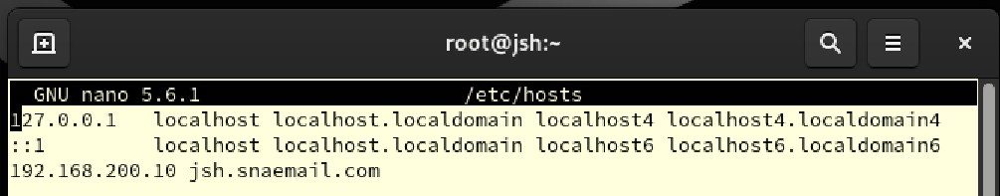 root@jsh:~
GNU nano 5.6.1 /etc/hosts
127.0.0.1 localhost localhost.localdomain localhost4 localhost4.localdomain4
::1 localhost localhost.localdomain localhost6 localhost6.localdomain6
192.168.200.10 jsh.snaemail.com